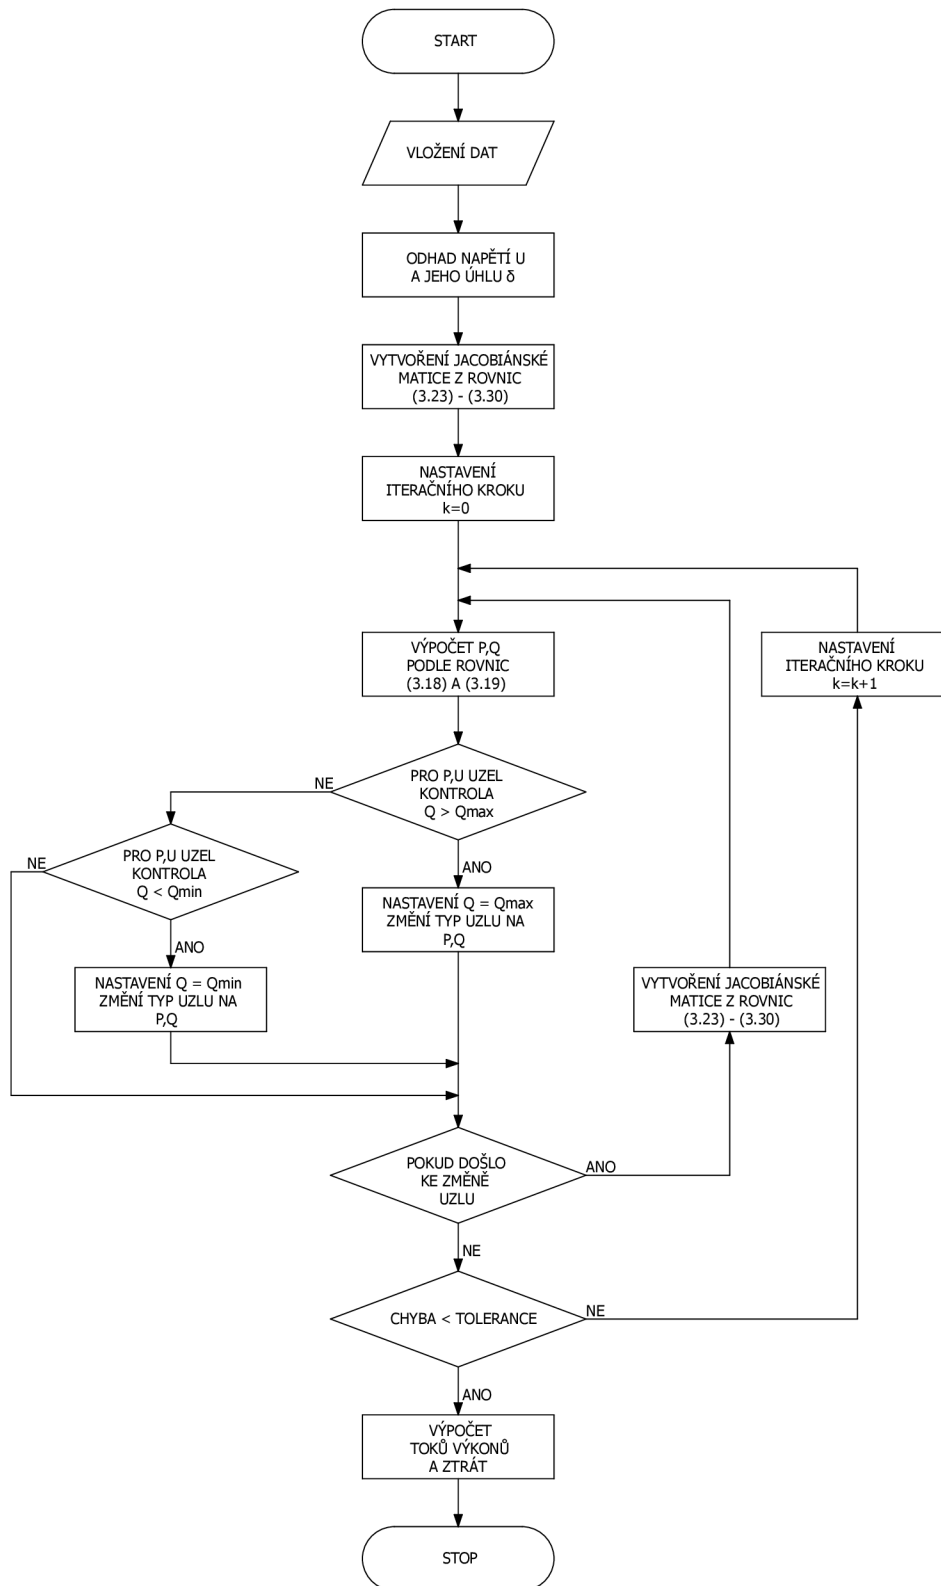 START
VLOŽENÍ DAT
ODHAD NAPĚTÍ U
A JEHO ÚHLU δ
VYTVOŘENÍ JACOBIÁNSKÉ
MATICE Z ROVNIC
(3.23) - (3.30)
NASTAVENÍ
ITERAČNÍHO KROKU
k=0
VÝPOČET P,Q
PODLE ROVNIC
(3.18) A (3.19)
NASTAVENÍ
ITERAČNÍHO KROKU
k=k+1
PRO P,U UZEL
KONTROLA
Q > Qmax
NE
ANO
PRO P,U UZEL
KONTROLA
Q < Qmin
NE
ANO
NASTAVENÍ Q = Qmax
ZMĚNÍ TYP UZLU NA
P,Q
NASTAVENÍ Q = Qmin
ZMĚNÍ TYP UZLU NA
P,Q
VYTVOŘENÍ JACOBIÁNSKÉ
MATICE Z ROVNIC
(3.23) - (3.30)
POKUD DOŠLO
KE ZMĚNĚ
UZLU
ANO
NE
CHYBA < TOLERANCE
NE
ANO
VÝPOČET
TOKŮ VÝKONŮ
A ZTRÁT
STOP